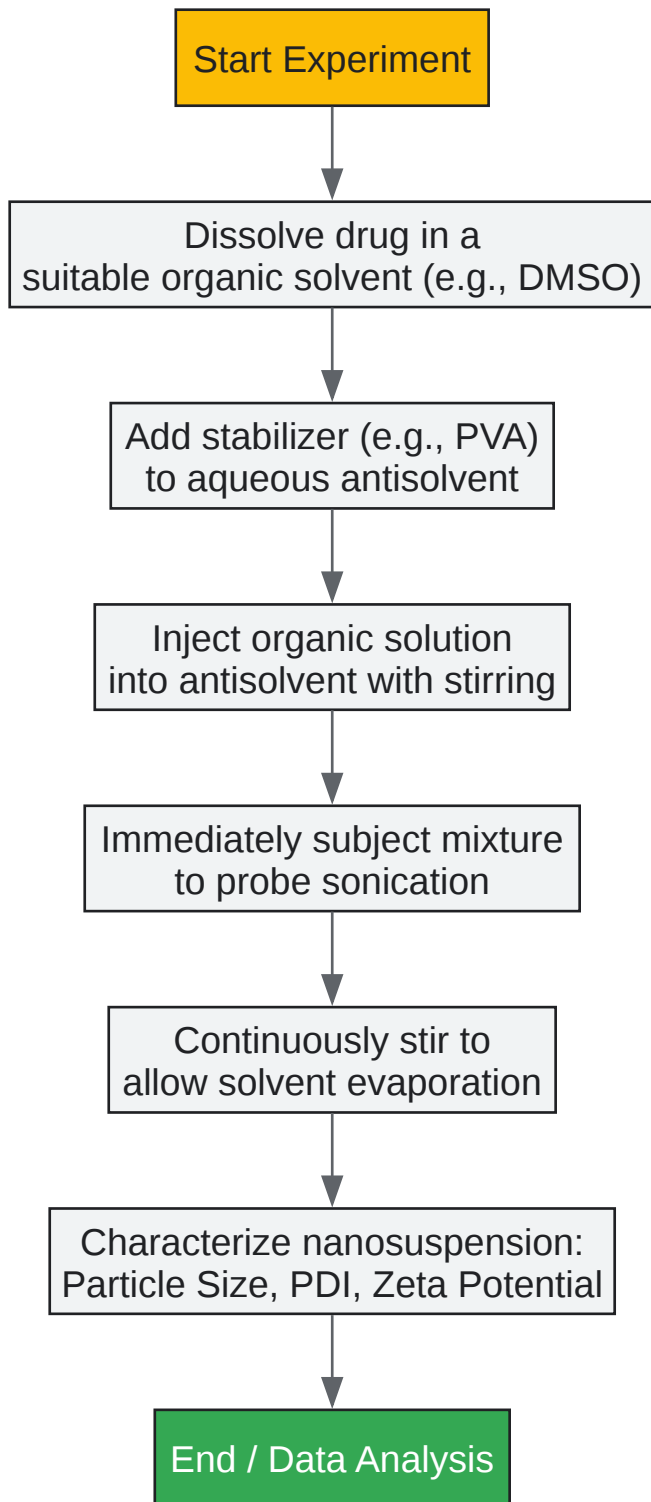 Start Experiment
Dissolve drug in a
suitable organic solvent (e.g., DMSO)
Add stabilizer (e.g., PVA)
to aqueous antisolvent
Inject organic solution
into antisolvent with stirring
Immediately subject mixture
to probe sonication
Continuously stir to
allow solvent evaporation
Characterize nanosuspension:
Particle Size, PDI, Zeta Potential
End / Data Analysis